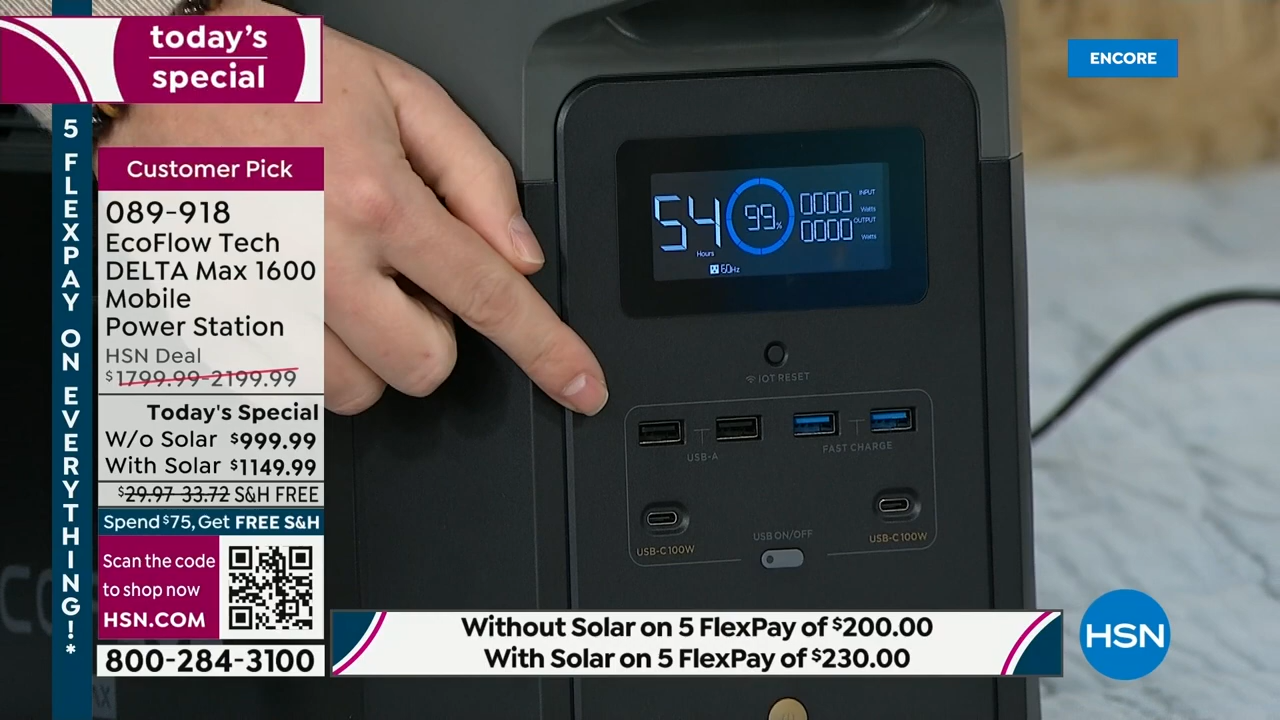 today's
special
ENCORE
5 FLEXPAY ON EVERYTHING!*
Customer Pick
089-918
EcoFlow Tech
DELTA Max 1600
Mobile
Power Station
HSN Deal
$1799.99-2199.99
Today's Special
W/o Solar $999.99
With Solar $1149.99
$29.97-33.72 S&H FREE
Spend $75, Get FREE S&H
Scan the code
to shop now
HSN.COM
800-284-3100
54 Hours
99%
0000 INPUT Watts
0000 OUTPUT Watts
60Hz
IOT RESET
USB-A
FAST CHARGE
USB-C 100W
USB ON/OFF
USB-C 100W
Without Solar on 5 FlexPay of $200.00
With Solar on 5 FlexPay of $230.00
HSN